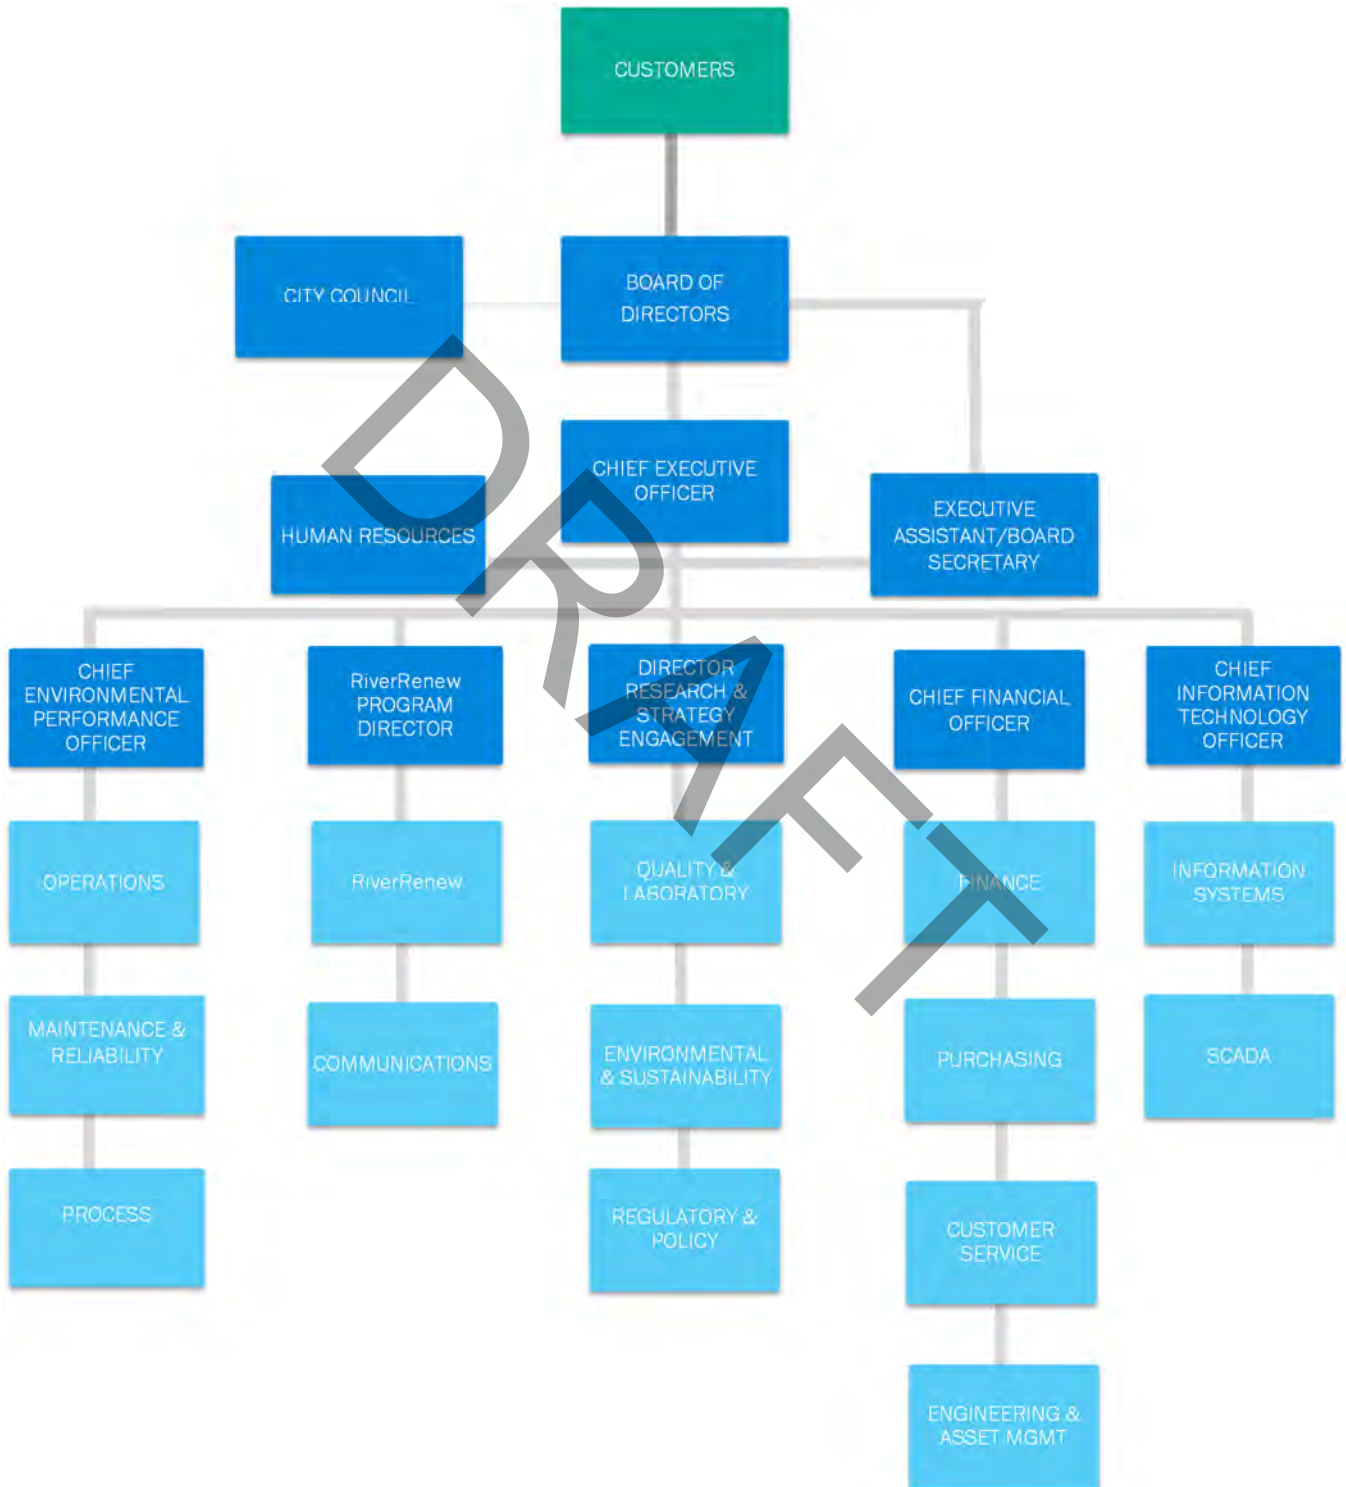 CUSTOMERS
CITY COUNCIL
BOARD OF
DIRECTORS
CHIEF EXECUTIVE
OFFICER
HUMAN RESOURCES
EXECUTIVE
ASSISTANT/BOARD
SECRETARY
CHIEF
ENVIRONMENTAL
PERFORMANCE
OFFICER
RiverRenew
PROGRAM
DIRECTOR
DIRECTOR
RESEARCH &
STRATEGY
ENGAGEMENT
CHIEF FINANCIAL
OFFICER
CHIEF
INFORMATION
TECHNOLOGY
OFFICER
OPERATIONS
RiverRenew
QUALITY &
LABORATORY
FINANCE
INFORMATION
SYSTEMS
MAINTENANCE &
RELIABILITY
COMMUNICATIONS
ENVIRONMENTAL
& SUSTAINABILITY
PURCHASING
SCADA
PROCESS
REGULATORY &
POLICY
CUSTOMER
SERVICE
ENGINEERING &
ASSET MGMT
DRAFT